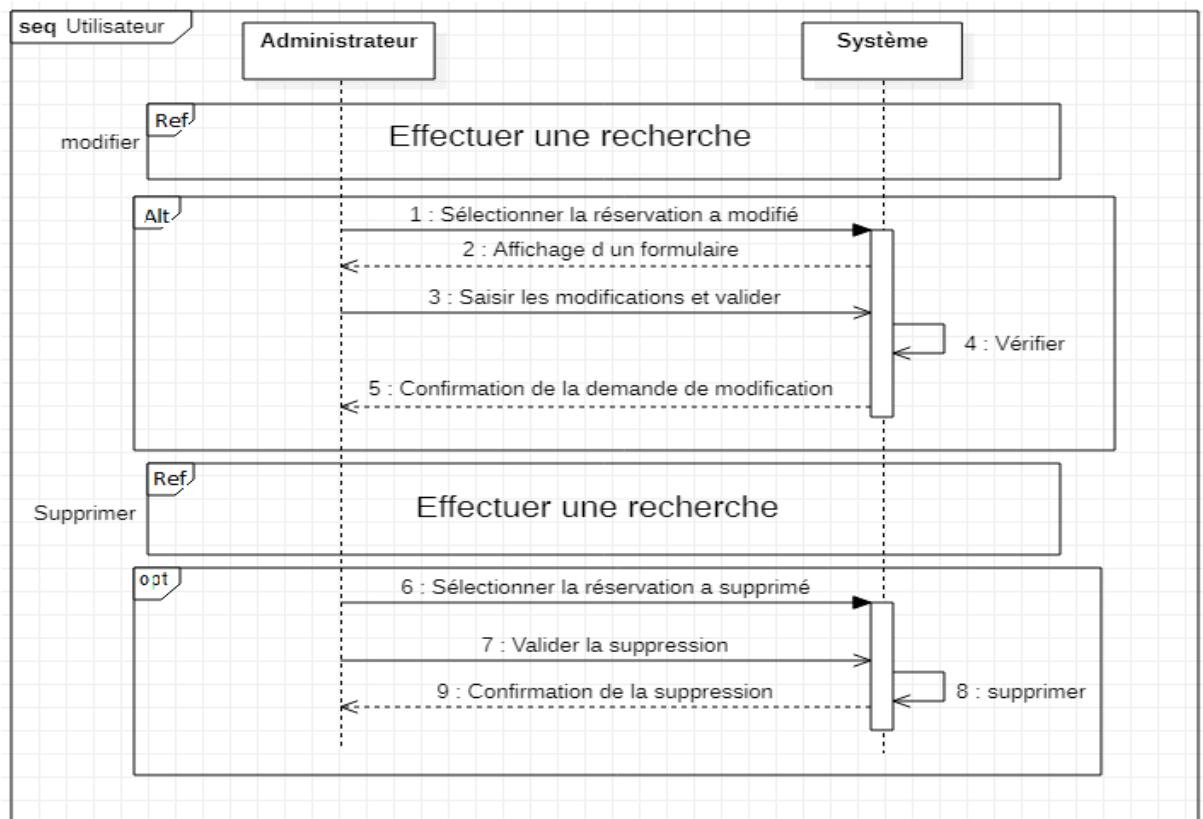 seq Utilisateur
Administrateur
Système
Ref
Effectuer une recherche
modifier
Alt
1 : Sélectionner la réservation a modifié
2 : Affichage d un formulaire
3 : Saisir les modifications et valider
4 : Vérifier
5 : Confirmation de la demande de modification
Ref
Effectuer une recherche
Supprimer
opt
6 : Sélectionner la réservation a supprimé
7 : Valider la suppression
9 : Confirmation de la suppression
8 : supprimer